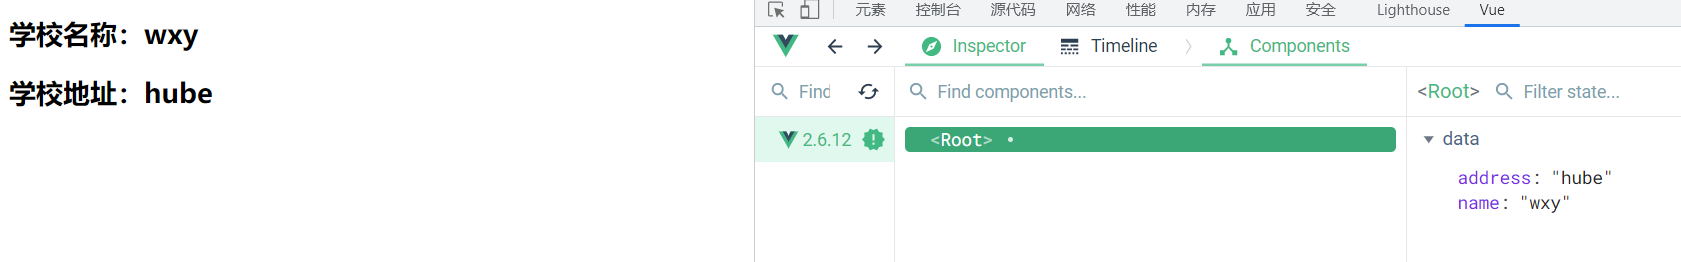 学校名称：wxy
学校地址：hube
元素 控制台 源代码 网络 性能 内存 应用 安全 Lighthouse Vue
Inspector Timeline Components
Find Find components... <Root> Filter state...
2.6.12 <Root> data
address: "hube"
name: "wxy"